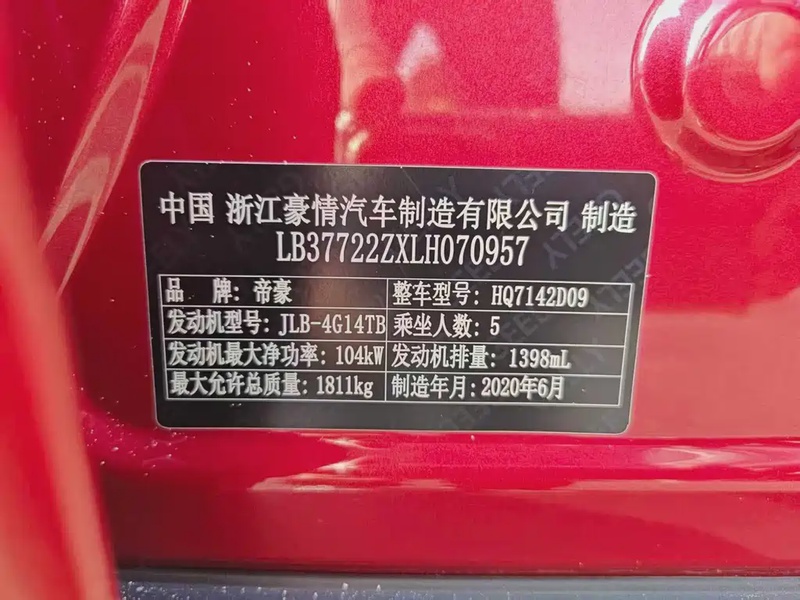 中国 浙江豪情汽车制造有限公司 制造
LB37722ZXLH070957
品 牌: 帝豪 整车型号: HQ7142D09
发动机型号: JLB-4G14TB 乘坐人数: 5
发动机最大净功率: 104kW 发动机排量: 1398mL
最大允许总质量: 1811kg 制造年月: 2020年6月